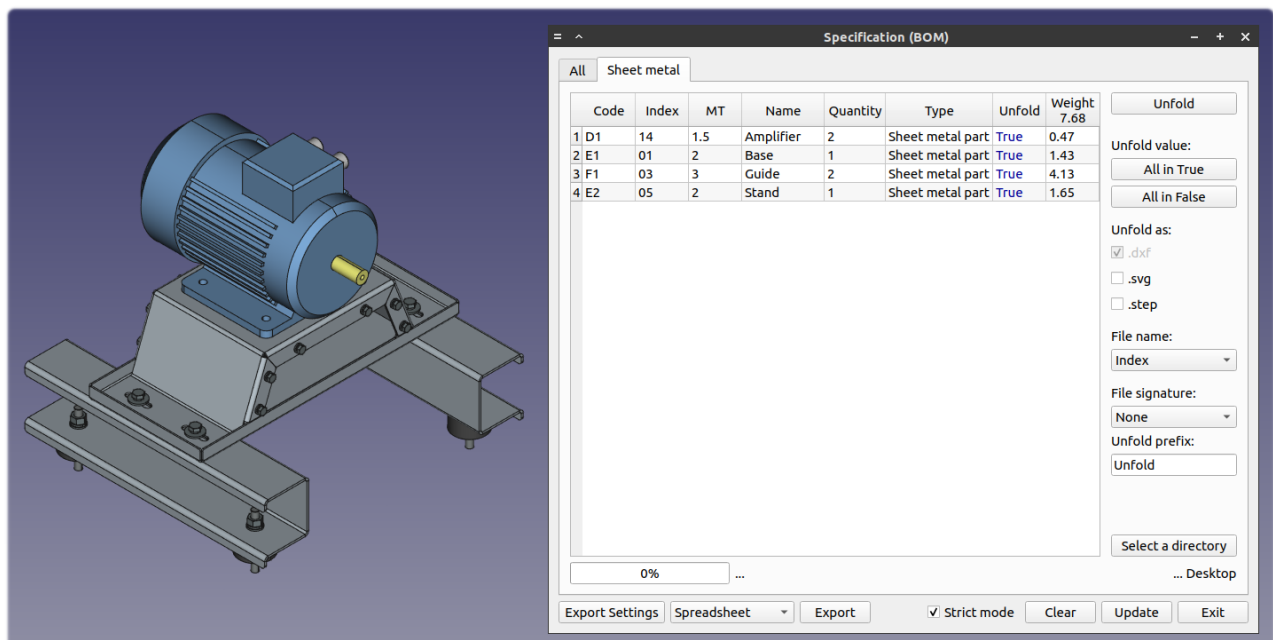 Specification (BOM)
All Sheet metal
Code Index MT Name Quantity Type Unfold Weight 7.68
1 D1 14 1.5 Amplifier 2 Sheet metal part True 0.47
2 E1 01 2 Base 1 Sheet metal part True 1.43
3 F1 03 3 Guide 2 Sheet metal part True 4.13
4 E2 05 2 Stand 1 Sheet metal part True 1.65
Unfold
Unfold value:
All in True
All in False
Unfold as:
.dxf
.svg
.step
File name:
Index
File signature:
None
Unfold prefix:
Unfold
Select a directory
0% ...
... Desktop
Export Settings Spreadsheet Export Strict mode Clear Update Exit